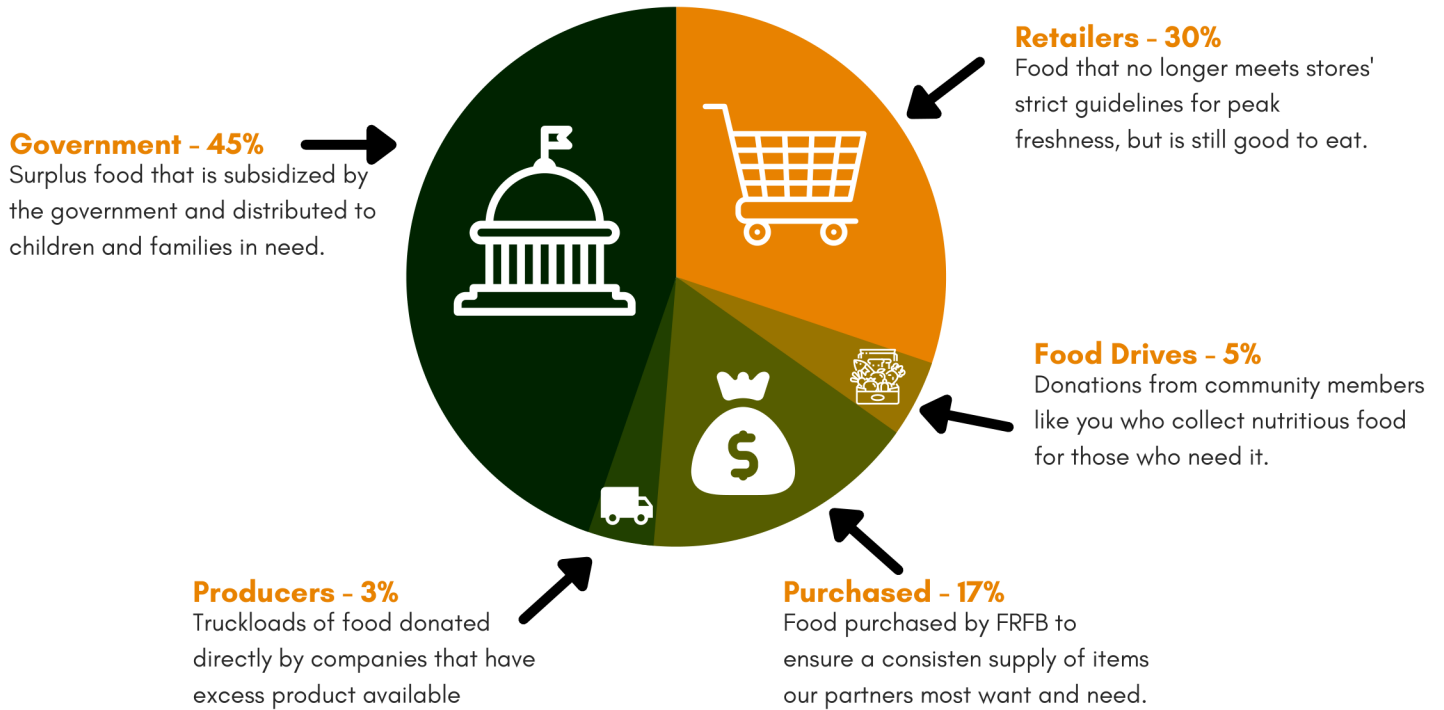 Government - 45%
Surplus food that is subsidized by
the government and distributed to
children and families in need.
Retailers - 30%
Food that no longer meets stores'
strict guidelines for peak
freshness, but is still good to eat.
Food Drives - 5%
Donations from community members
like you who collect nutritious food
for those who need it.
$
Producers - 3%
Truckloads of food donated
directly by companies that have
excess product available
Purchased - 17%
Food purchased by FRFB to
ensure a consisten supply of items
our partners most want and need.